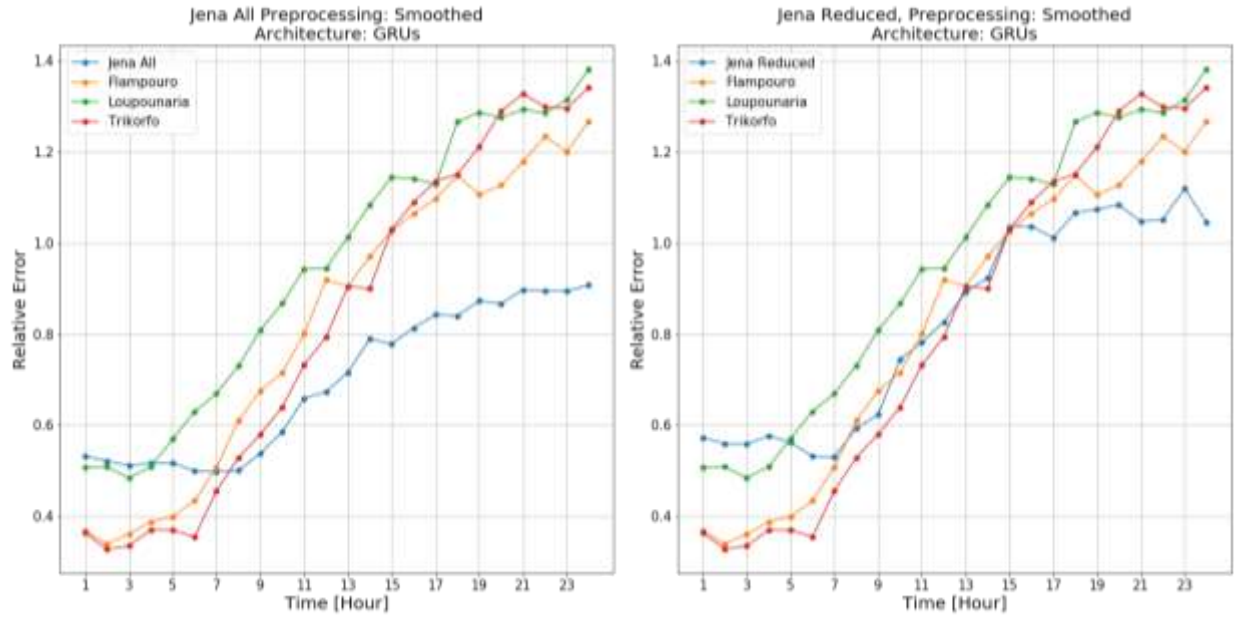 Jena All Preprocessing: Smoothed
Architecture: GRUs
Jena All
Flampouro
Loupounaria
Trikorfo
1.4
1.2
1.0
0.8
0.6
0.4
Relative Error
1 3 5 7 9 11 13 15 17 19 21 23
Time [Hour]
Jena Reduced, Preprocessing: Smoothed
Architecture: GRUs
Jena Reduced
Flampouro
Loupounaria
Trikorfo
1.4
1.2
1.0
0.8
0.6
0.4
Relative Error
1 3 5 7 9 11 13 15 17 19 21 23
Time [Hour]